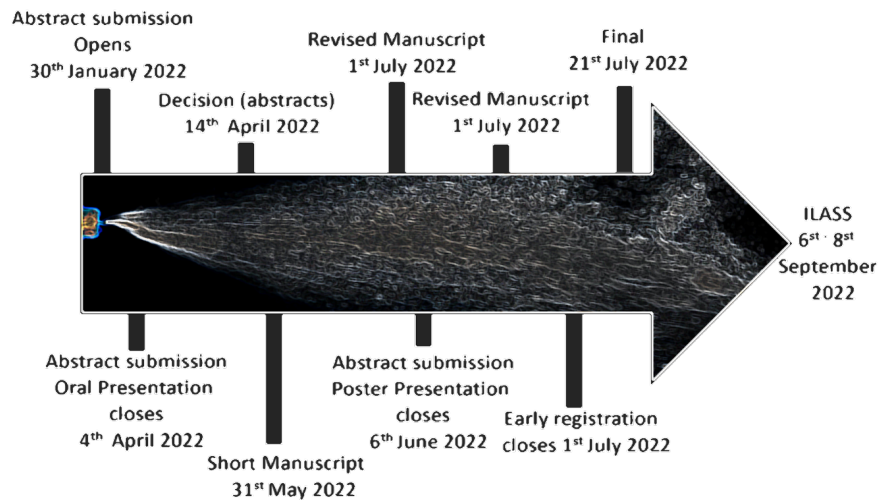 Abstract submission
Opens
30th January 2022
Decision (abstracts)
14th April 2022
Revised Manuscript
1st July 2022
Revised Manuscript
1st July 2022
Final
21st July 2022
ILASS
6st - 8st
September
2022
Abstract submission
Oral Presentation
closes
4th April 2022
Short Manuscript
31st May 2022
Abstract submission
Poster Presentation
closes
6th June 2022
Early registration
closes 1st July 2022